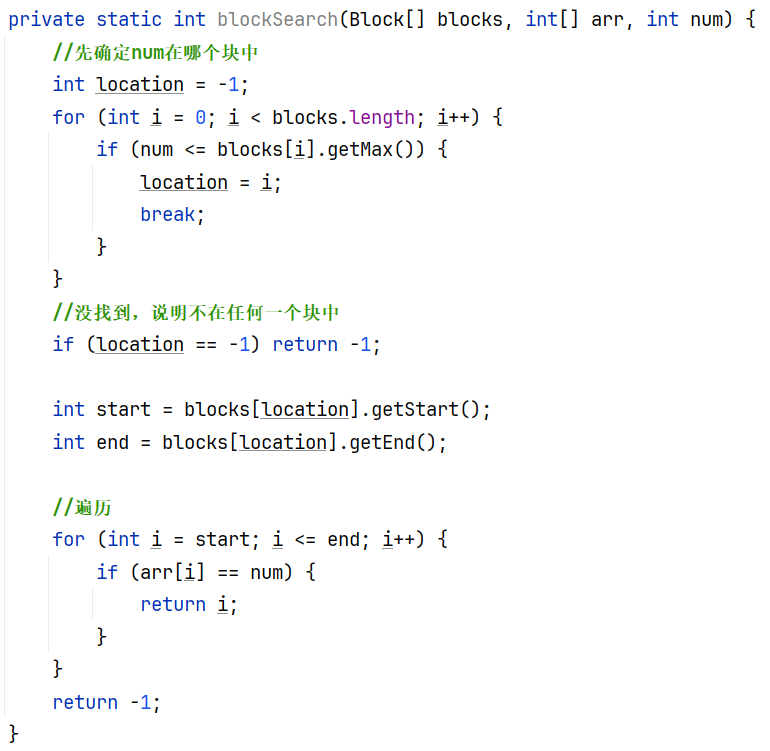 private static int blockSearch(Block[] blocks, int[] arr, int num) {
    //先确定num在哪个块中
    int location = -1;
    for (int i = 0; i < blocks.length; i++) {
        if (num <= blocks[i].getMax()) {
            location = i;
            break;
        }
    }
    //没找到，说明不在任何一个块中
    if (location == -1) return -1;

    int start = blocks[location].getStart();
    int end = blocks[location].getEnd();

    //遍历
    for (int i = start; i <= end; i++) {
        if (arr[i] == num) {
            return i;
        }
    }
    return -1;
}